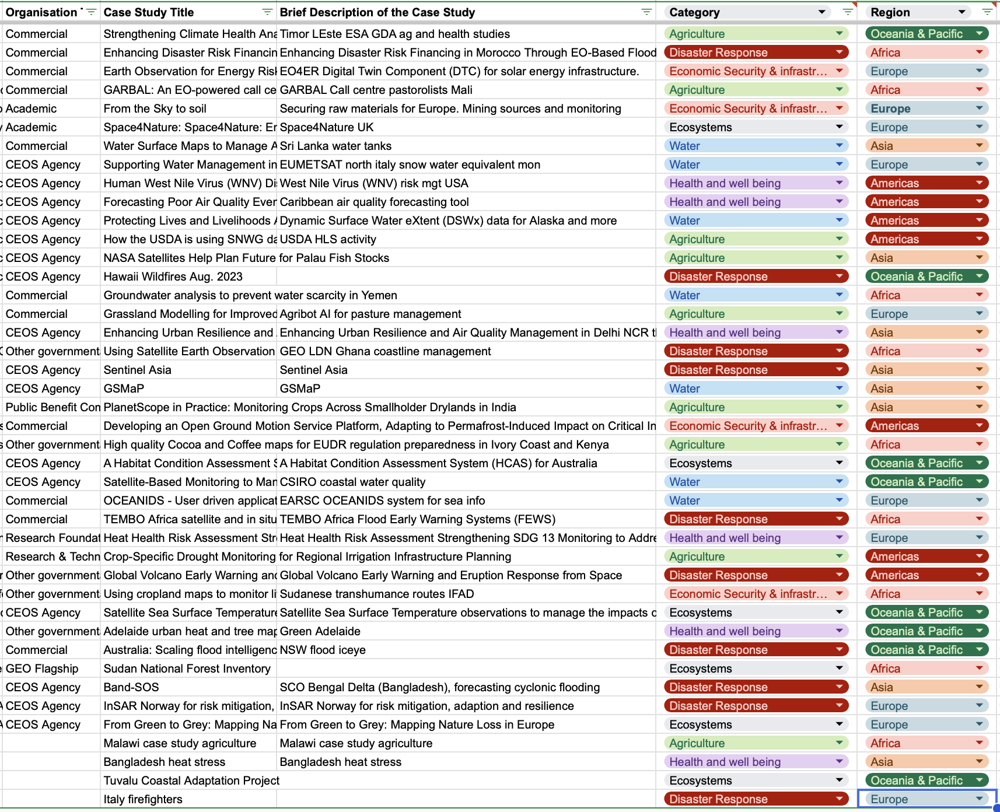 Organisation Case Study Title Brief Description of the Case Study Category Region
Commercial Strengthening Climate Health Ana Timor LEste ESA GDA ag and health studies Agriculture Oceania & Pacific
Commercial Enhancing Disaster Risk Financin Enhancing Disaster Risk Financing in Morocco Through EO-Based Flood Disaster Response Africa
Commercial Earth Observation for Energy Risk EO4ER Digital Twin Component (DTC) for solar energy infrastructure. Economic Security & infrastr... Europe
Commercial GARBAL: An EO-powered call ce GARBAL Call centre pastorolists Mali Agriculture Africa
Academic From the Sky to soil Securing raw materials for Europe. Mining sources and monitoring Economic Security & infrastr... Europe
Academic Space4Nature: Space4Nature: Er Space4Nature UK Ecosystems Europe
Commercial Water Surface Maps to Manage A Sri Lanka water tanks Water Asia
CEOS Agency Supporting Water Management in EUMETSAT north italy snow water equivalent mon Water Europe
CEOS Agency Human West Nile Virus (WNV) Di West Nile Virus (WNV) risk mgt USA Health and well being Americas
CEOS Agency Forecasting Poor Air Quality Ever Caribbean air quality forecasting tool Health and well being Americas
CEOS Agency Protecting Lives and Livelihoods Dynamic Surface Water eXtent (DSWx) data for Alaska and more Water Americas
CEOS Agency How the USDA is using SNWG da USDA HLS activity Agriculture Americas
CEOS Agency NASA Satellites Help Plan Future for Palau Fish Stocks Agriculture Asia
CEOS Agency Hawaii Wildfires Aug. 2023 Disaster Response Oceania & Pacific
Commercial Groundwater analysis to prevent water scarcity in Yemen Water Africa
Commercial Grassland Modelling for Improved Agribot AI for pasture management Agriculture Europe
CEOS Agency Enhancing Urban Resilience and Enhancing Urban Resilience and Air Quality Management in Delhi NCR Health and well being Asia
Other government Using Satellite Earth Observation GEO LDN Ghana coastline management Disaster Response Africa
CEOS Agency Sentinel Asia Sentinel Asia Disaster Response Asia
CEOS Agency GSMaP GSMaP Water Asia
Public Benefit Con PlanetScope in Practice: Monitoring Crops Across Smallholder Drylands in India Agriculture Asia
Commercial Developing an Open Ground Motion Service Platform, Adapting to Permafrost-Induced Impact on Critical In Economic Security & infrastr... Americas
Other government High quality Cocoa and Coffee maps for EUDR regulation preparedness in Ivory Coast and Kenya Agriculture Africa
CEOS Agency A Habitat Condition Assessment A Habitat Condition Assessment System (HCAS) for Australia Ecosystems Oceania & Pacific
CEOS Agency Satellite-Based Monitoring to Man CSIRO coastal water quality Water Oceania & Pacific
Commercial OCEANIDS - User driven applicat EARSC OCEANIDS system for sea info Water Europe
Commercial TEMBO Africa satellite and in situ TEMBO Africa Flood Early Warning Systems (FEWS) Disaster Response Africa
Research Foundat Heat Health Risk Assessment Str Heat Health Risk Assessment Strengthening SDG 13 Monitoring to Addre Health and well being Europe
Research & Techn Crop-Specific Drought Monitoring for Regional Irrigation Infrastructure Planning Agriculture Americas
Other government Global Volcano Early Warning and Global Volcano Early Warning and Eruption Response from Space Disaster Response Americas
Other government Using cropland maps to monitor li Sudanese transhumance routes IFAD Economic Security & infrastr... Africa
CEOS Agency Satellite Sea Surface Temperature Satellite Sea Surface Temperature observations to manage the impacts o Ecosystems Oceania & Pacific
Other government Adelaide urban heat and tree map Green Adelaide Health and well being Oceania & Pacific
Commercial Australia: Scaling flood intelligenc NSW flood iceye Disaster Response Oceania & Pacific
GEO Flagship Sudan National Forest Inventory Ecosystems Africa
CEOS Agency Band-SOS SCO Bengal Delta (Bangladesh), forecasting cyclonic flooding Disaster Response Asia
CEOS Agency InSAR Norway for risk mitigation, InSAR Norway for risk mitigation, adaption and resilience Disaster Response Europe
CEOS Agency From Green to Grey: Mapping Na From Green to Grey: Mapping Nature Loss in Europe Ecosystems Europe
Malawi case study agriculture Malawi case study agriculture Agriculture Africa
Bangladesh heat stress Bangladesh heat stress Health and well being Asia
Tuvalu Coastal Adaptation Project Ecosystems Oceania & Pacific
Italy firefighters Disaster Response Europe